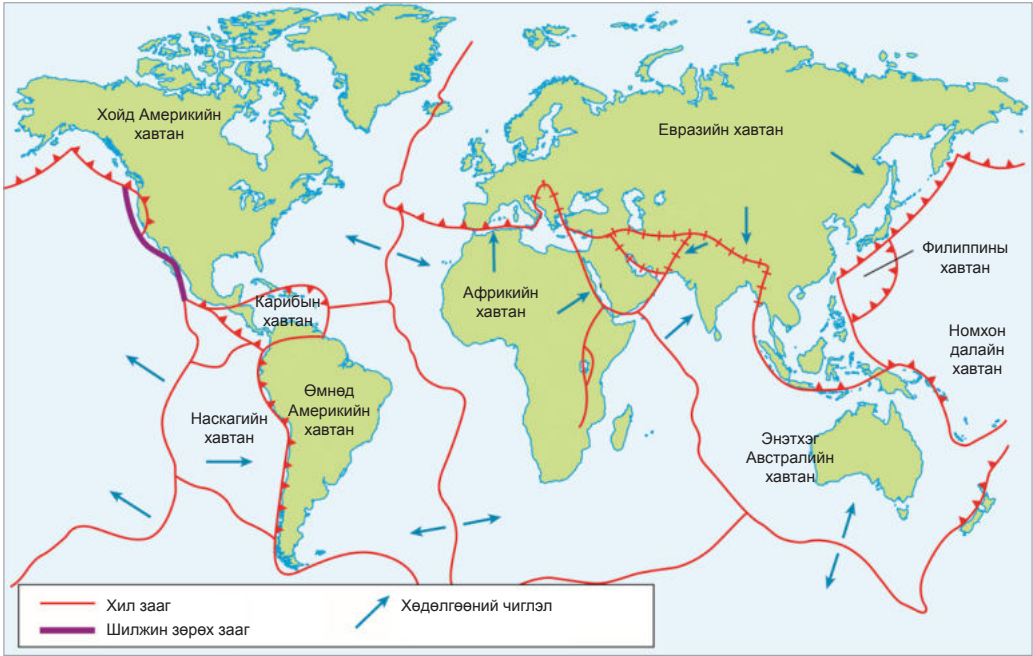 Хойд Америкийн
хавтан
Евразийн хавтан
Филиппины
хавтан
Африкийн
хавтан
Карибын
хавтан
Номхон
далайн
хавтан
Өмнөд
Америкийн
хавтан
Наскагийн
хавтан
Энэтхэг
Австралийн
хавтан
Хил зааг
Хөдөлгөөний чиглэл
Шилжин зөрөх зааг